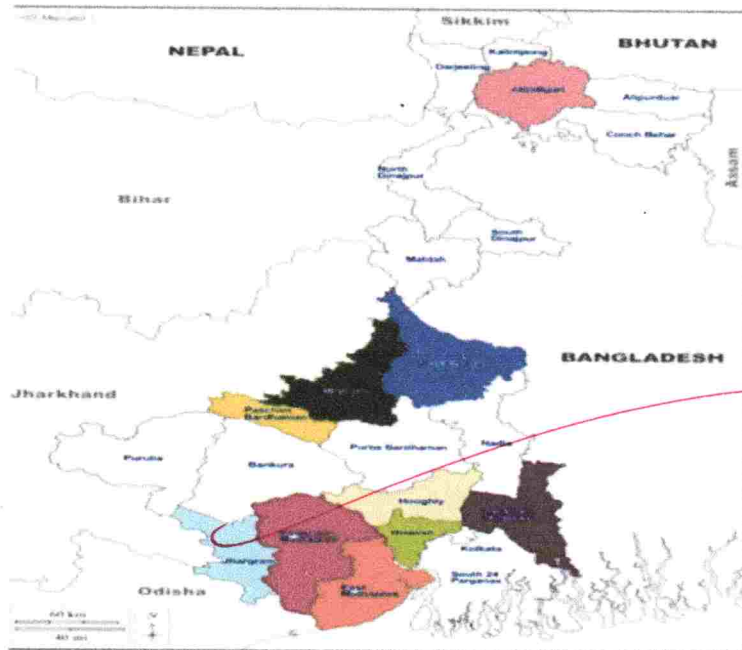 Sikkim
NEPAL
BHUTAN
Kalimpong
Darjeeling
Jalpaiguri
Alipurduar
Cooch Behar
Assam
North
Dinajpur
Bihar
South
Dinajpur
Maldah
BANGLADESH
Jharkhand
Paschim
Bardhaman
Purba Bardhaman
Nadia
Purulia
Bankura
Hooghly
Howrah
Kolkata
Jhargram
South 24
Parganas
East
Odisha
60 km
40 mi